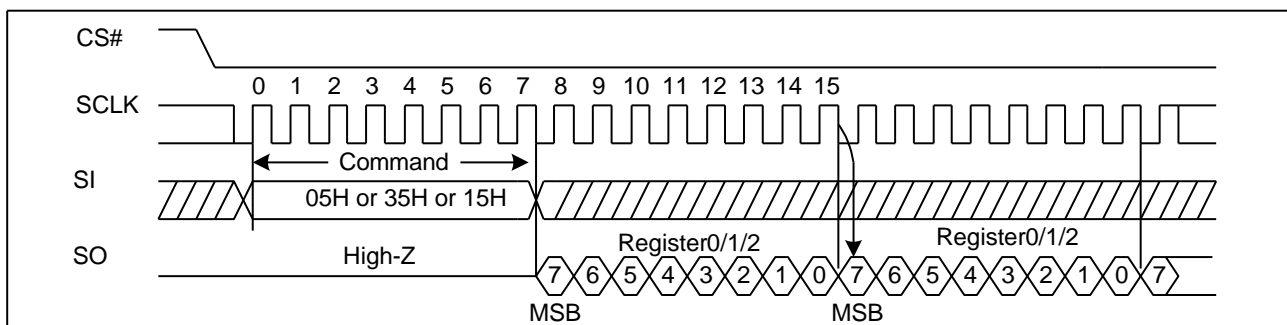 CS#
0 1 2 3 4 5 6 7 8 9 10 11 12 13 14 15
SCLK
Command
SI
05H or 35H or 15H
Register0/1/2 Register0/1/2
SO
High-Z
7 6 5 4 3 2 1 0 7 6 5 4 3 2 1 0 7
MSB MSB